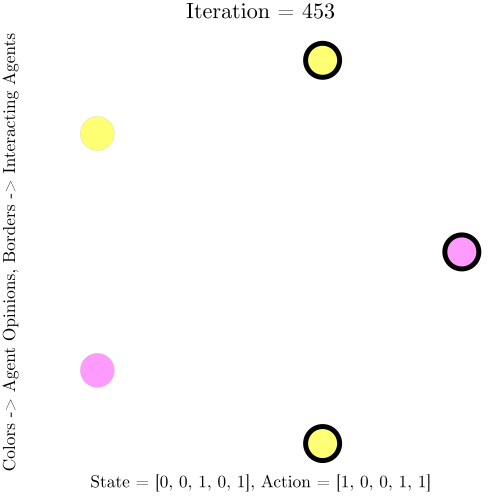 Iteration = 453
Colors -> Agent Opinions, Borders -> Interacting Agents
State = [0, 0, 1, 0, 1], Action = [1, 0, 0, 1, 1]